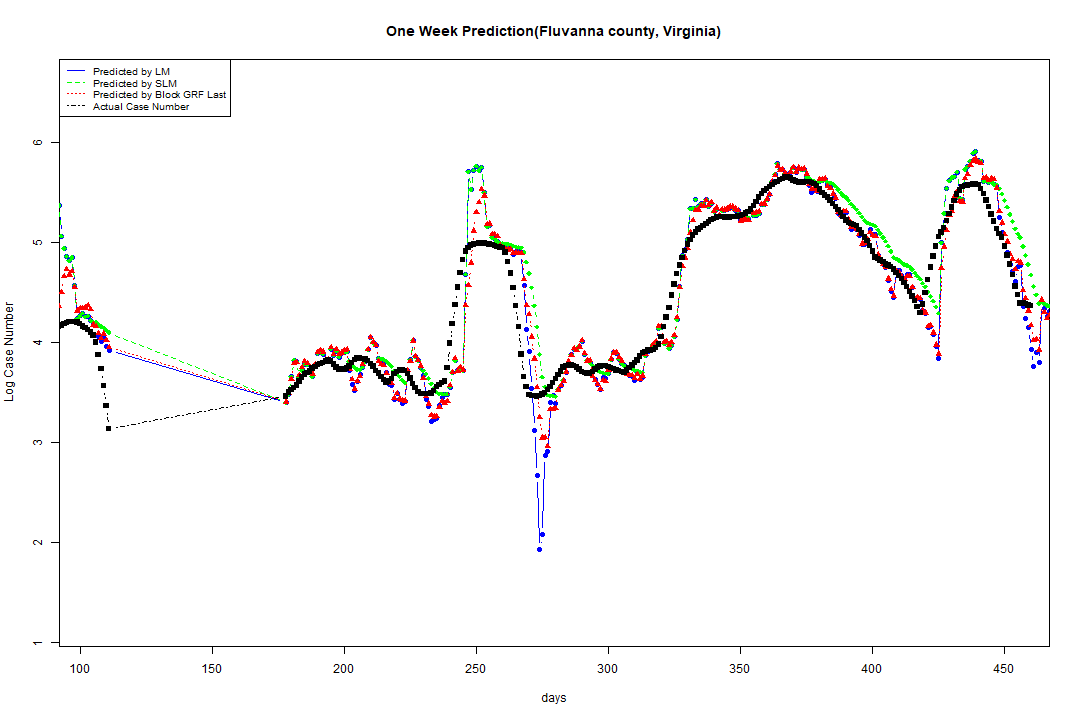 One Week Prediction(Fluvanna county, Virginia)
Predicted by LM
Predicted by SLM
Predicted by Block GRF Last
Actual Case Number
Log Case Number
6
5
4
3
2
1
100 150 200 250 300 350 400 450
days